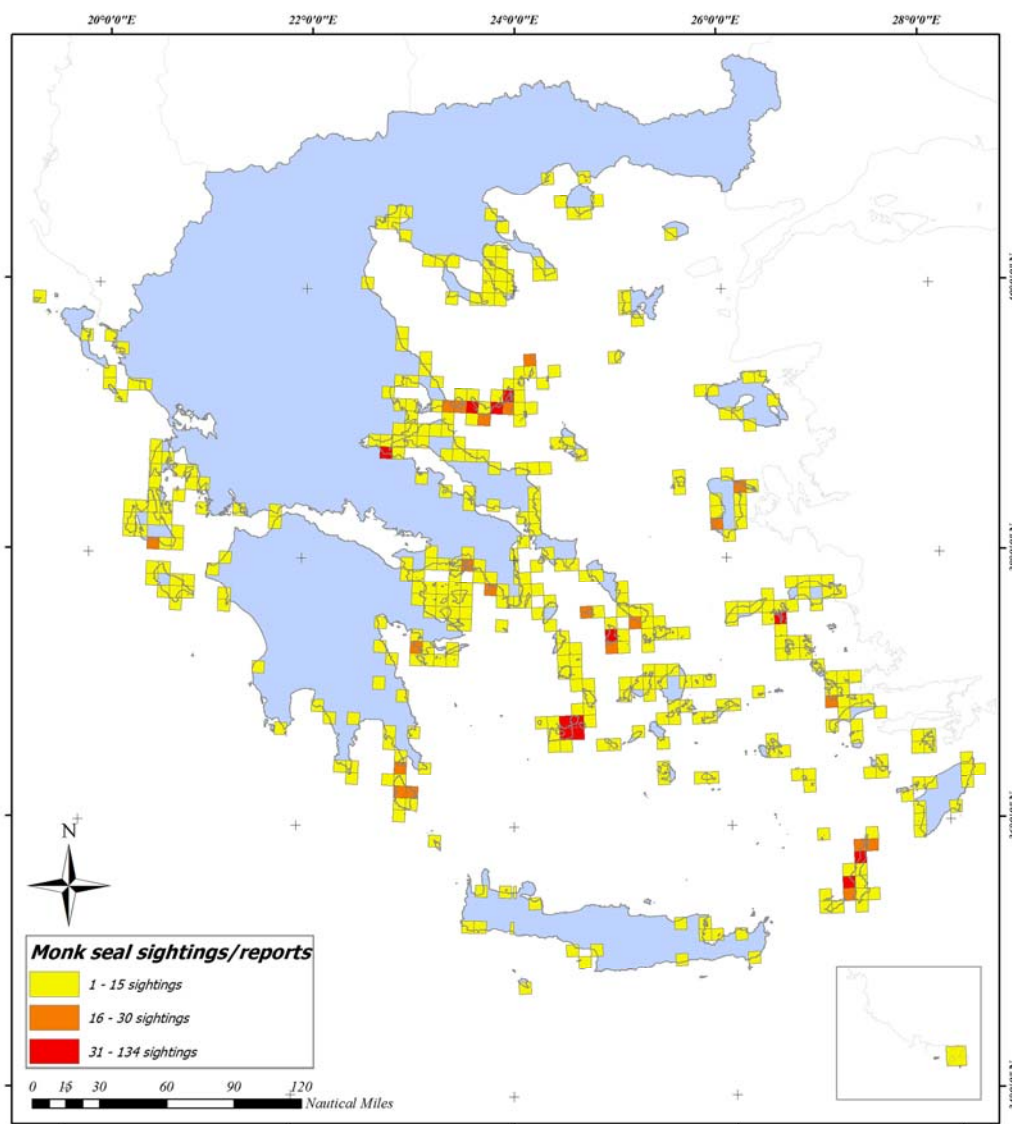 20°0'0"E 22°0'0"E 24°0'0"E 26°0'0"E 28°0'0"E
N
Monk seal sightings/reports
1 - 15 sightings
16 - 30 sightings
31 - 134 sightings
0 15 30 60 90 120
Nautical Miles